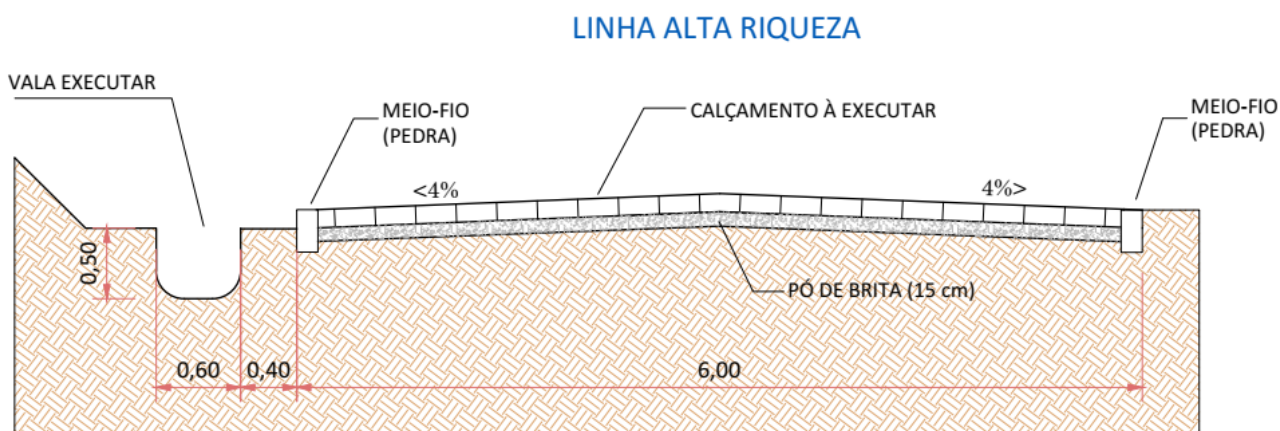 LINHA ALTA RIQUEZA
VALA EXECUTAR
MEIO-FIO
(PEDRA)
CALÇAMENTO À EXECUTAR
MEIO-FIO
(PEDRA)
<4%
4%>
0,50
PÓ DE BRITA (15 cm)
0,60
0,40
6,00